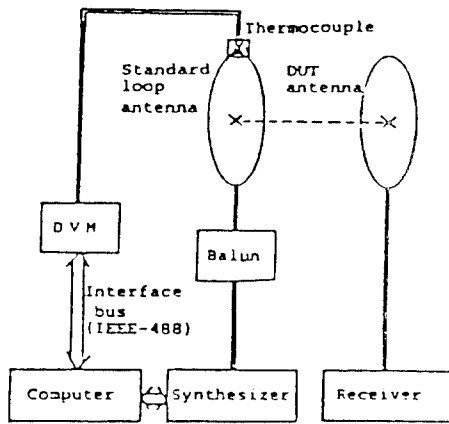 Thermocouple
Standard
loop
antenna
DUT
antenna
DVM
Balun
Interface
bus
(IEEE-488)
Computer
Synthesizer
Receiver